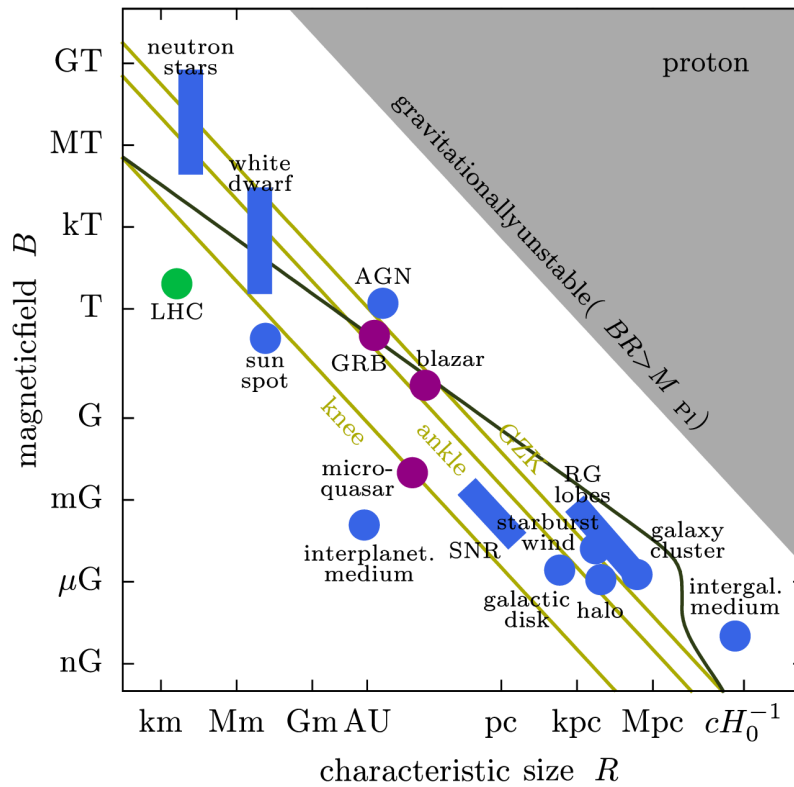 GT
MT
kT
T
G
mG
μG
nG
magneticfield B
neutron
stars
white
dwarf
LHC
sun
spot
AGN
GRB
blazar
knee
ankle
GZK
micro-
quasar
interplanet.
medium
SNR
RG
lobes
starburst
wind
galactic
disk
halo
galaxy
cluster
intergal.
medium
proton
gravitationallyunstable( BR>M Pl)
km
Mm
Gm
AU
pc
kpc
Mpc
cH₀⁻¹
characteristic size R